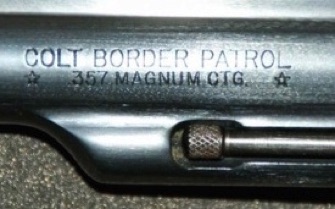 COLT BORDER PATROL
☆ .357 MAGNUM CTG. ☆